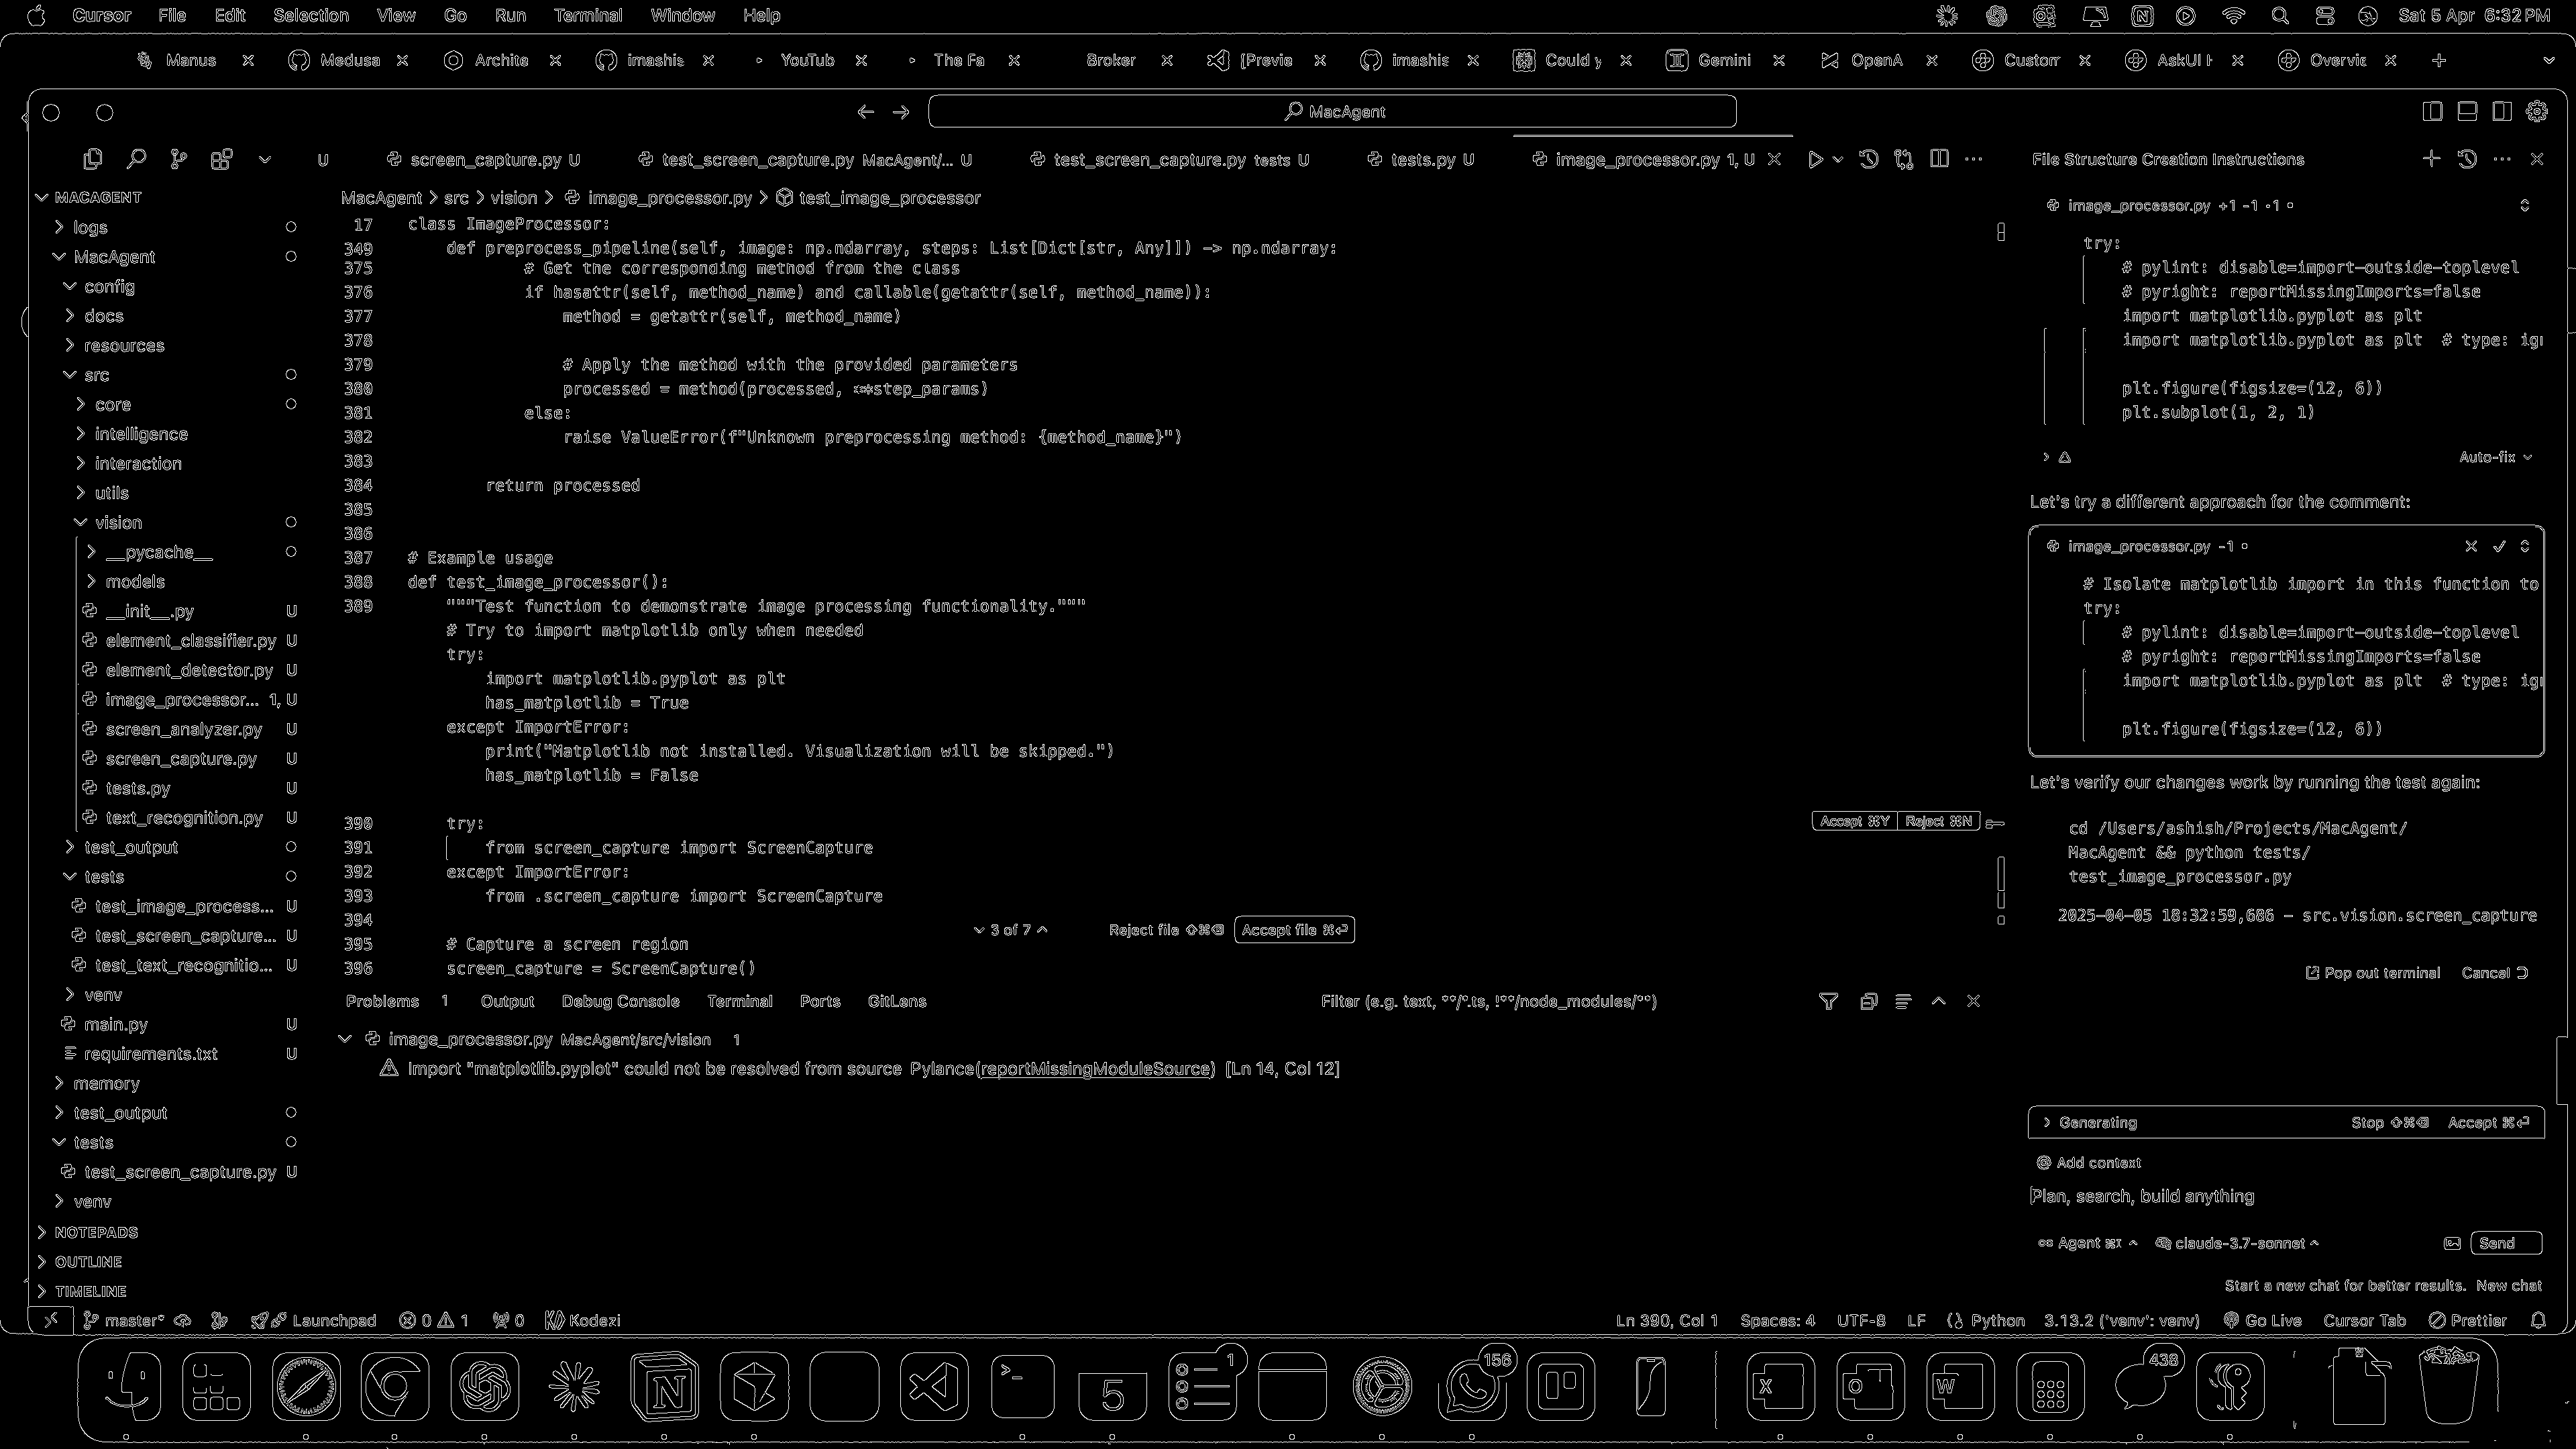 Cursor File Edit Selection View Go Run Terminal Window Help
Sat 5 Apr 6:32 PM
Manus
Medusa
Archite
imashis
YouTub
The Fa
Broker
[Previe
imashis
Could y
Gemini
OpenA
Custom
AskUI H
Overvie
MacAgent
U
screen_capture.py U
test_screen_capture.py MacAgent/... U
test_screen_capture.py tests U
tests.py U
image_processor.py 1, U
MACAGENT
logs
MacAgent
config
docs
resources
src
core
intelligence
interaction
utils
vision
__pycache__
models
__init__.py U
element_classifier.py U
element_detector.py U
image_processor... 1, U
screen_analyzer.py U
screen_capture.py U
tests.py U
text_recognition.py U
test_output
tests
test_image_process... U
test_screen_capture... U
test_text_recognitio... U
venv
main.py U
requirements.txt U
memory
test_output
tests
test_screen_capture.py U
venv
NOTEPADS
OUTLINE
TIMELINE
MacAgent > src > vision > image_processor.py > test_image_processor
17 class ImageProcessor:
349 def preprocess_pipeline(self, image: np.ndarray, steps: List[Dict[str, Any]]) -> np.ndarray:
375 # Get the corresponding method from the class
376 if hasattr(self, method_name) and callable(getattr(self, method_name)):
377 method = getattr(self, method_name)
378
379 # Apply the method with the provided parameters
380 processed = method(processed, **step_params)
381 else:
382 raise ValueError(f"Unknown preprocessing method: {method_name}")
383
384 return processed
385
386
387 # Example usage
388 def test_image_processor():
389 """Test function to demonstrate image processing functionality."""
# Try to import matplotlib only when needed
try:
import matplotlib.pyplot as plt
has_matplotlib = True
except ImportError:
print("Matplotlib not installed. Visualization will be skipped.")
has_matplotlib = False
390 try:
Accept ⌘Y Reject ⌘N
391 from screen_capture import ScreenCapture
392 except ImportError:
393 from .screen_capture import ScreenCapture
394
3 of 7 Reject file ⇧⌘⌫ Accept file ⌘⏎
395 # Capture a screen region
396 screen_capture = ScreenCapture()
Problems 1 Output Debug Console Terminal Ports GitLens
Filter (e.g. text, **/*.ts, !**/node_modules/**)
image_processor.py MacAgent/src/vision 1
Import "matplotlib.pyplot" could not be resolved from source Pylance(reportMissingModuleSource) [Ln 14, Col 12]
File Structure Creation Instructions
image_processor.py +1 -1 •1
try:
# pylint: disable=import-outside-toplevel
# pyright: reportMissingImports=false
import matplotlib.pyplot as plt
import matplotlib.pyplot as plt # type: ign
plt.figure(figsize=(12, 6))
plt.subplot(1, 2, 1)
Auto-fix
Let's try a different approach for the comment:
image_processor.py -1
# Isolate matplotlib import in this function to
try:
# pylint: disable=import-outside-toplevel
# pyright: reportMissingImports=false
import matplotlib.pyplot as plt # type: ign
plt.figure(figsize=(12, 6))
Let's verify our changes work by running the test again:
cd /Users/ashish/Projects/MacAgent/
MacAgent && python tests/
test_image_processor.py
2025-04-05 18:32:59,686 - src.vision.screen_capture
Pop out terminal Cancel
Generating Stop ⇧⌘⌫ Accept ⌘⏎
@ Add context
Plan, search, build anything
Agent ⌘I claude-3.7-sonnet Send
Start a new chat for better results. New chat
master* Launchpad 0 1 0 Kodezi
Ln 390, Col 1 Spaces: 4 UTF-8 LF Python 3.13.2 ('venv': venv) Go Live Cursor Tab Prettier
5
1
156
X
O
W
438